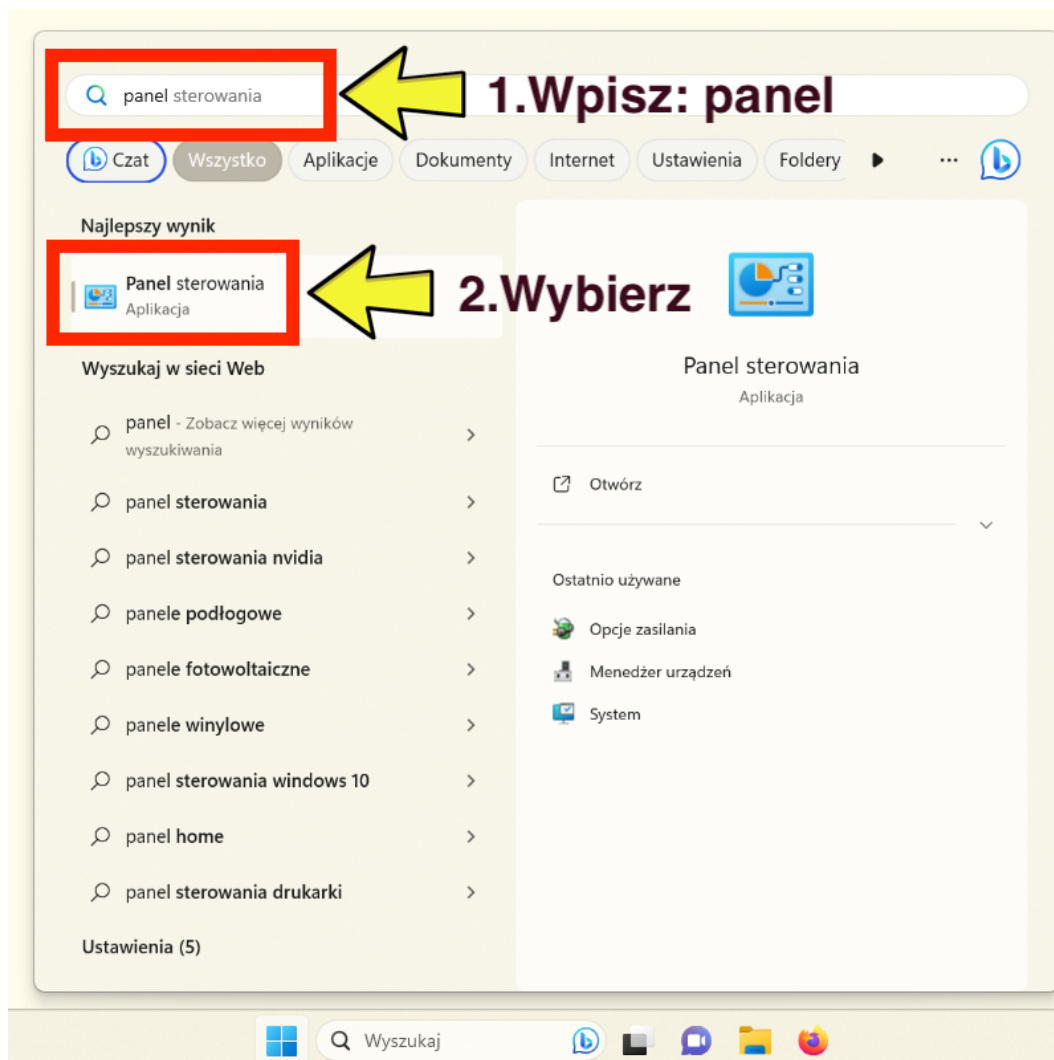 panel sterowania
1.Wpisz: panel
Czat Wszystko Aplikacje Dokumenty Internet Ustawienia Foldery
Najlepszy wynik
Panel sterowania
Aplikacja
2.Wybierz
Wyszukaj w sieci Web
panel - Zobacz więcej wyników
wyszukiwania
panel sterowania
panel sterowania nvidia
panele podłogowe
panele fotowoltaiczne
panele winylowe
panel sterowania windows 10
panel home
panel sterowania drukarki
Ustawienia (5)
Panel sterowania
Aplikacja
Otwórz
Ostatnio używane
Opcje zasilania
Menedżer urządzeń
System
Wyszukaj